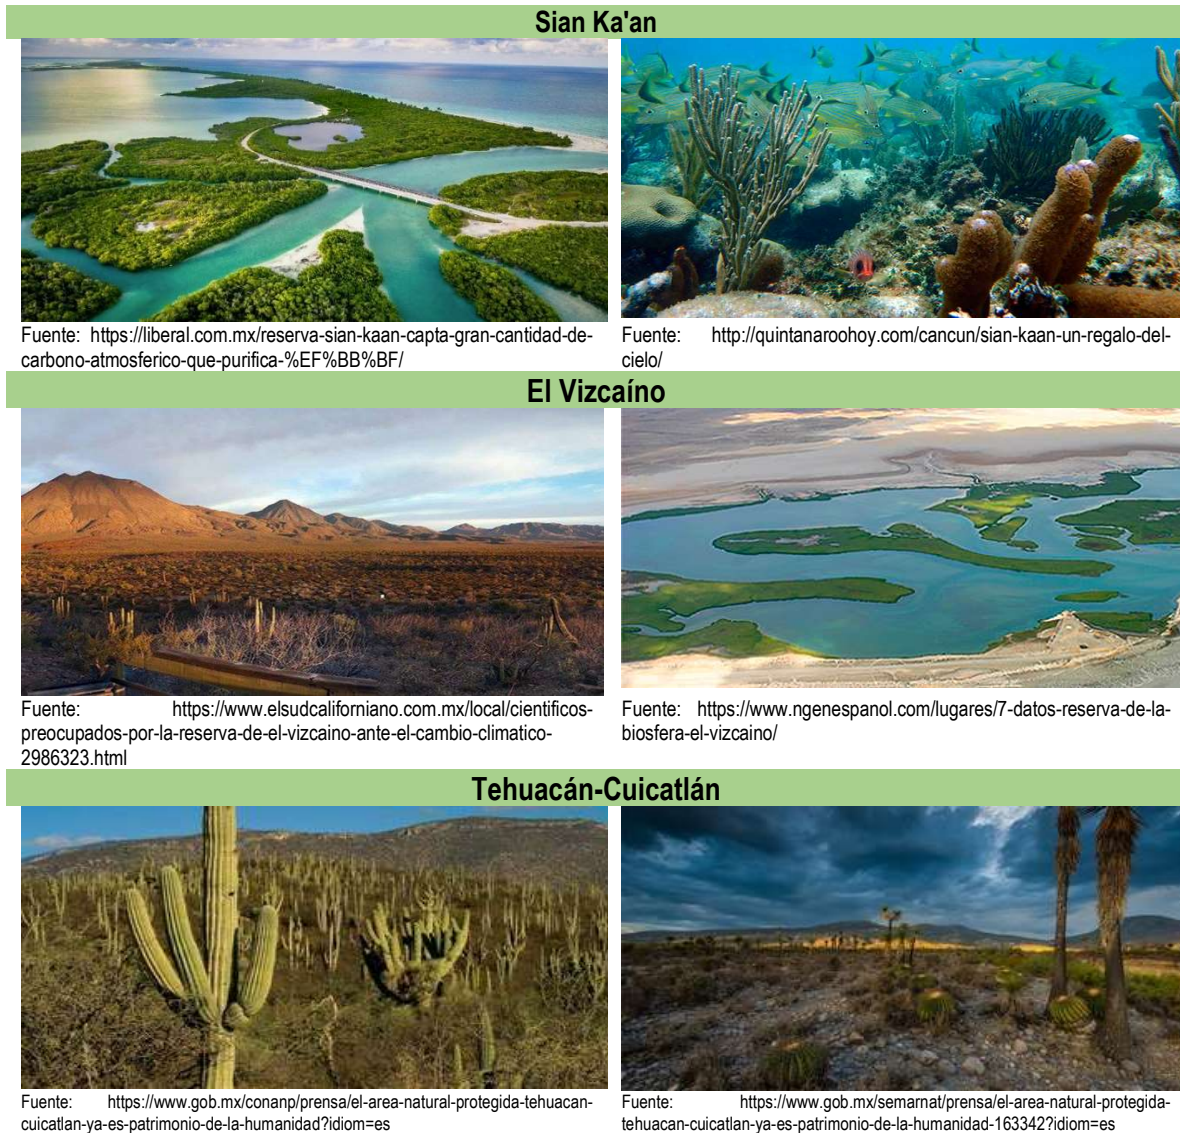 Sian Ka'an
Fuente: https://liberal.com.mx/reserva-sian-kaan-capta-gran-cantidad-de-
carbono-atmosferico-que-purifica-%EF%BB%BF/
Fuente: http://quintanaroohoy.com/cancun/sian-kaan-un-regalo-del-
cielo/
El Vizcaíno
Fuente: https://www.elsudcaliforniano.com.mx/local/cientificos-
preocupados-por-la-reserva-de-el-vizcaino-ante-el-cambio-climatico-
2986323.html
Fuente: https://www.ngenespanol.com/lugares/7-datos-reserva-de-la-
biosfera-el-vizcaino/
Tehuacán-Cuicatlán
Fuente: https://www.gob.mx/conanp/prensa/el-area-natural-protegida-tehuacan-
cuicatlan-ya-es-patrimonio-de-la-humanidad?idiom=es
Fuente: https://www.gob.mx/semarnat/prensa/el-area-natural-protegida-
tehuacan-cuicatlan-ya-es-patrimonio-de-la-humanidad-163342?idiom=es